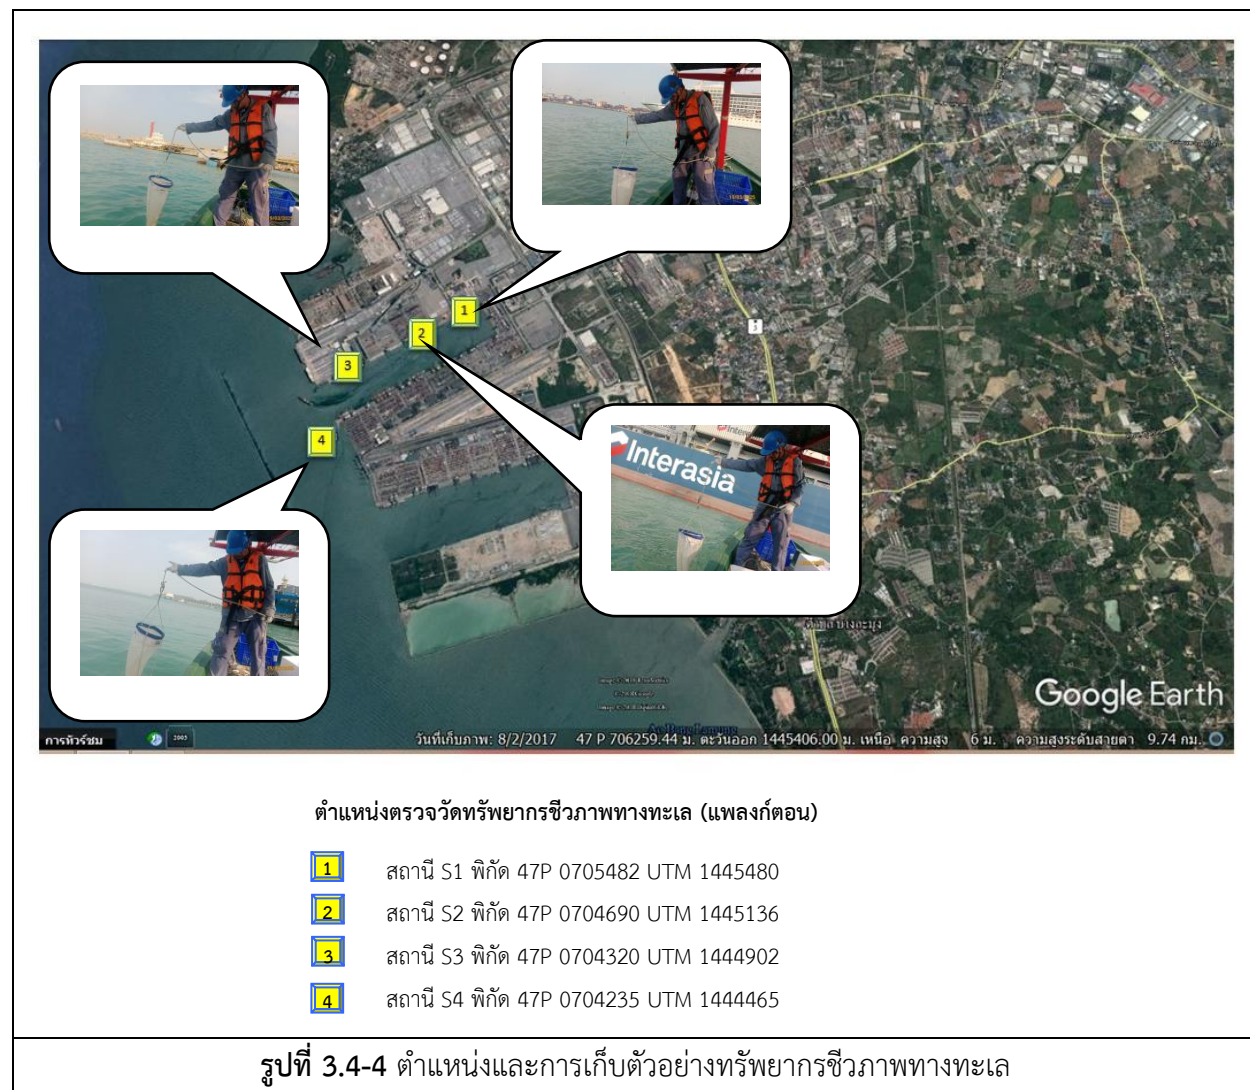 1
2
3
4
Interasia
Interasia
Google Earth
การทัวร์ชม
2003
วันที่เก็บภาพ: 8/2/2017 47 P 706259.44 ม. ตะวันออก 1445406.00 ม. เหนือ ความสูง 6 ม. ความสูงระดับสายตา 9.74 กม.
ตำแหน่งตรวจวัดทรัพยากรชีวภาพทางทะเล (แพลงก์ตอน)
1 สถานี S1 พิกัด 47P 0705482 UTM 1445480
2 สถานี S2 พิกัด 47P 0704690 UTM 1445136
3 สถานี S3 พิกัด 47P 0704320 UTM 1444902
4 สถานี S4 พิกัด 47P 0704235 UTM 1444465
รูปที่ 3.4-4 ตำแหน่งและการเก็บตัวอย่างทรัพยากรชีวภาพทางทะเล